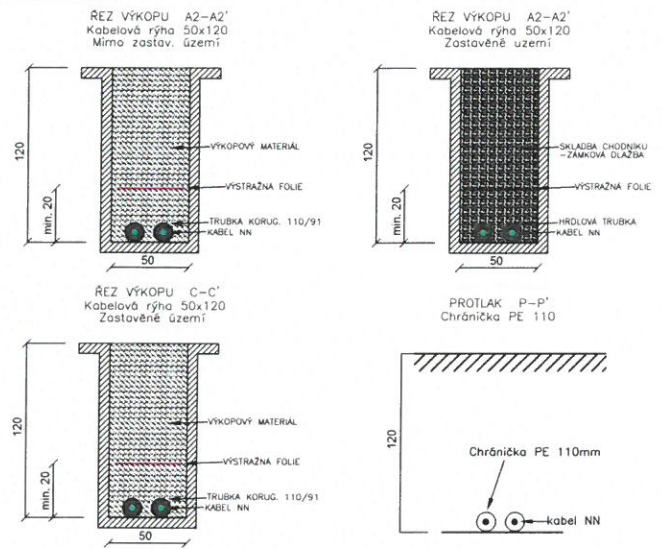 ŘEZ VÝKOPU A2-A2'
Kabelová rýha 50x120
Mimo zastav. území
120
min. 20
VÝKOPOVÝ MATERIÁL
VÝSTRAŽNÁ FOLIE
TRUBKA KORUG. 110/91
KABEL NN
50
ŘEZ VÝKOPU A2-A2'
Kabelová rýha 50x120
Zastavěné uzemí
120
min. 20
SKLADBA CHODNÍKU
-ZÁMKOVÁ DLAŽBA
VÝSTRAŽNÁ FOLIE
HRDLOVÁ TRUBKA
KABEL NN
50
ŘEZ VÝKOPU C-C'
Kabelová rýha 50x120
Zastavěné území
120
min. 20
VÝKOPOVÝ MATERIÁL
VÝSTRAŽNÁ FOLIE
TRUBKA KORUG. 110/91
KABEL NN
50
PROTLAK P-P'
Chránička PE 110
120
Chránička PE 110mm
kabel NN